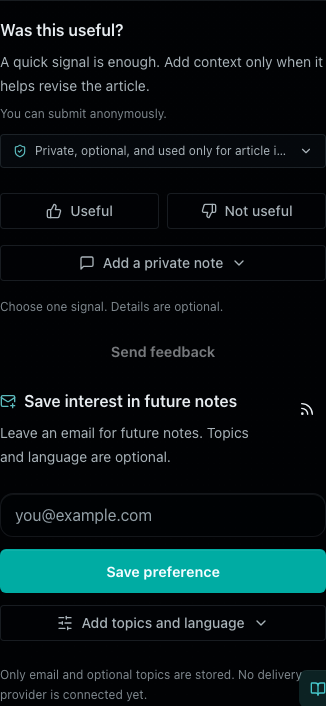 Was this useful?
A quick signal is enough. Add context only when it
helps revise the article.
You can submit anonymously.
Private, optional, and used only for article i...
Useful
Not useful
Add a private note
Choose one signal. Details are optional.
Send feedback
Save interest in future notes
Leave an email for future notes. Topics
and language are optional.
you@example.com
Save preference
Add topics and language
Only email and optional topics are stored. No delivery
provider is connected yet.